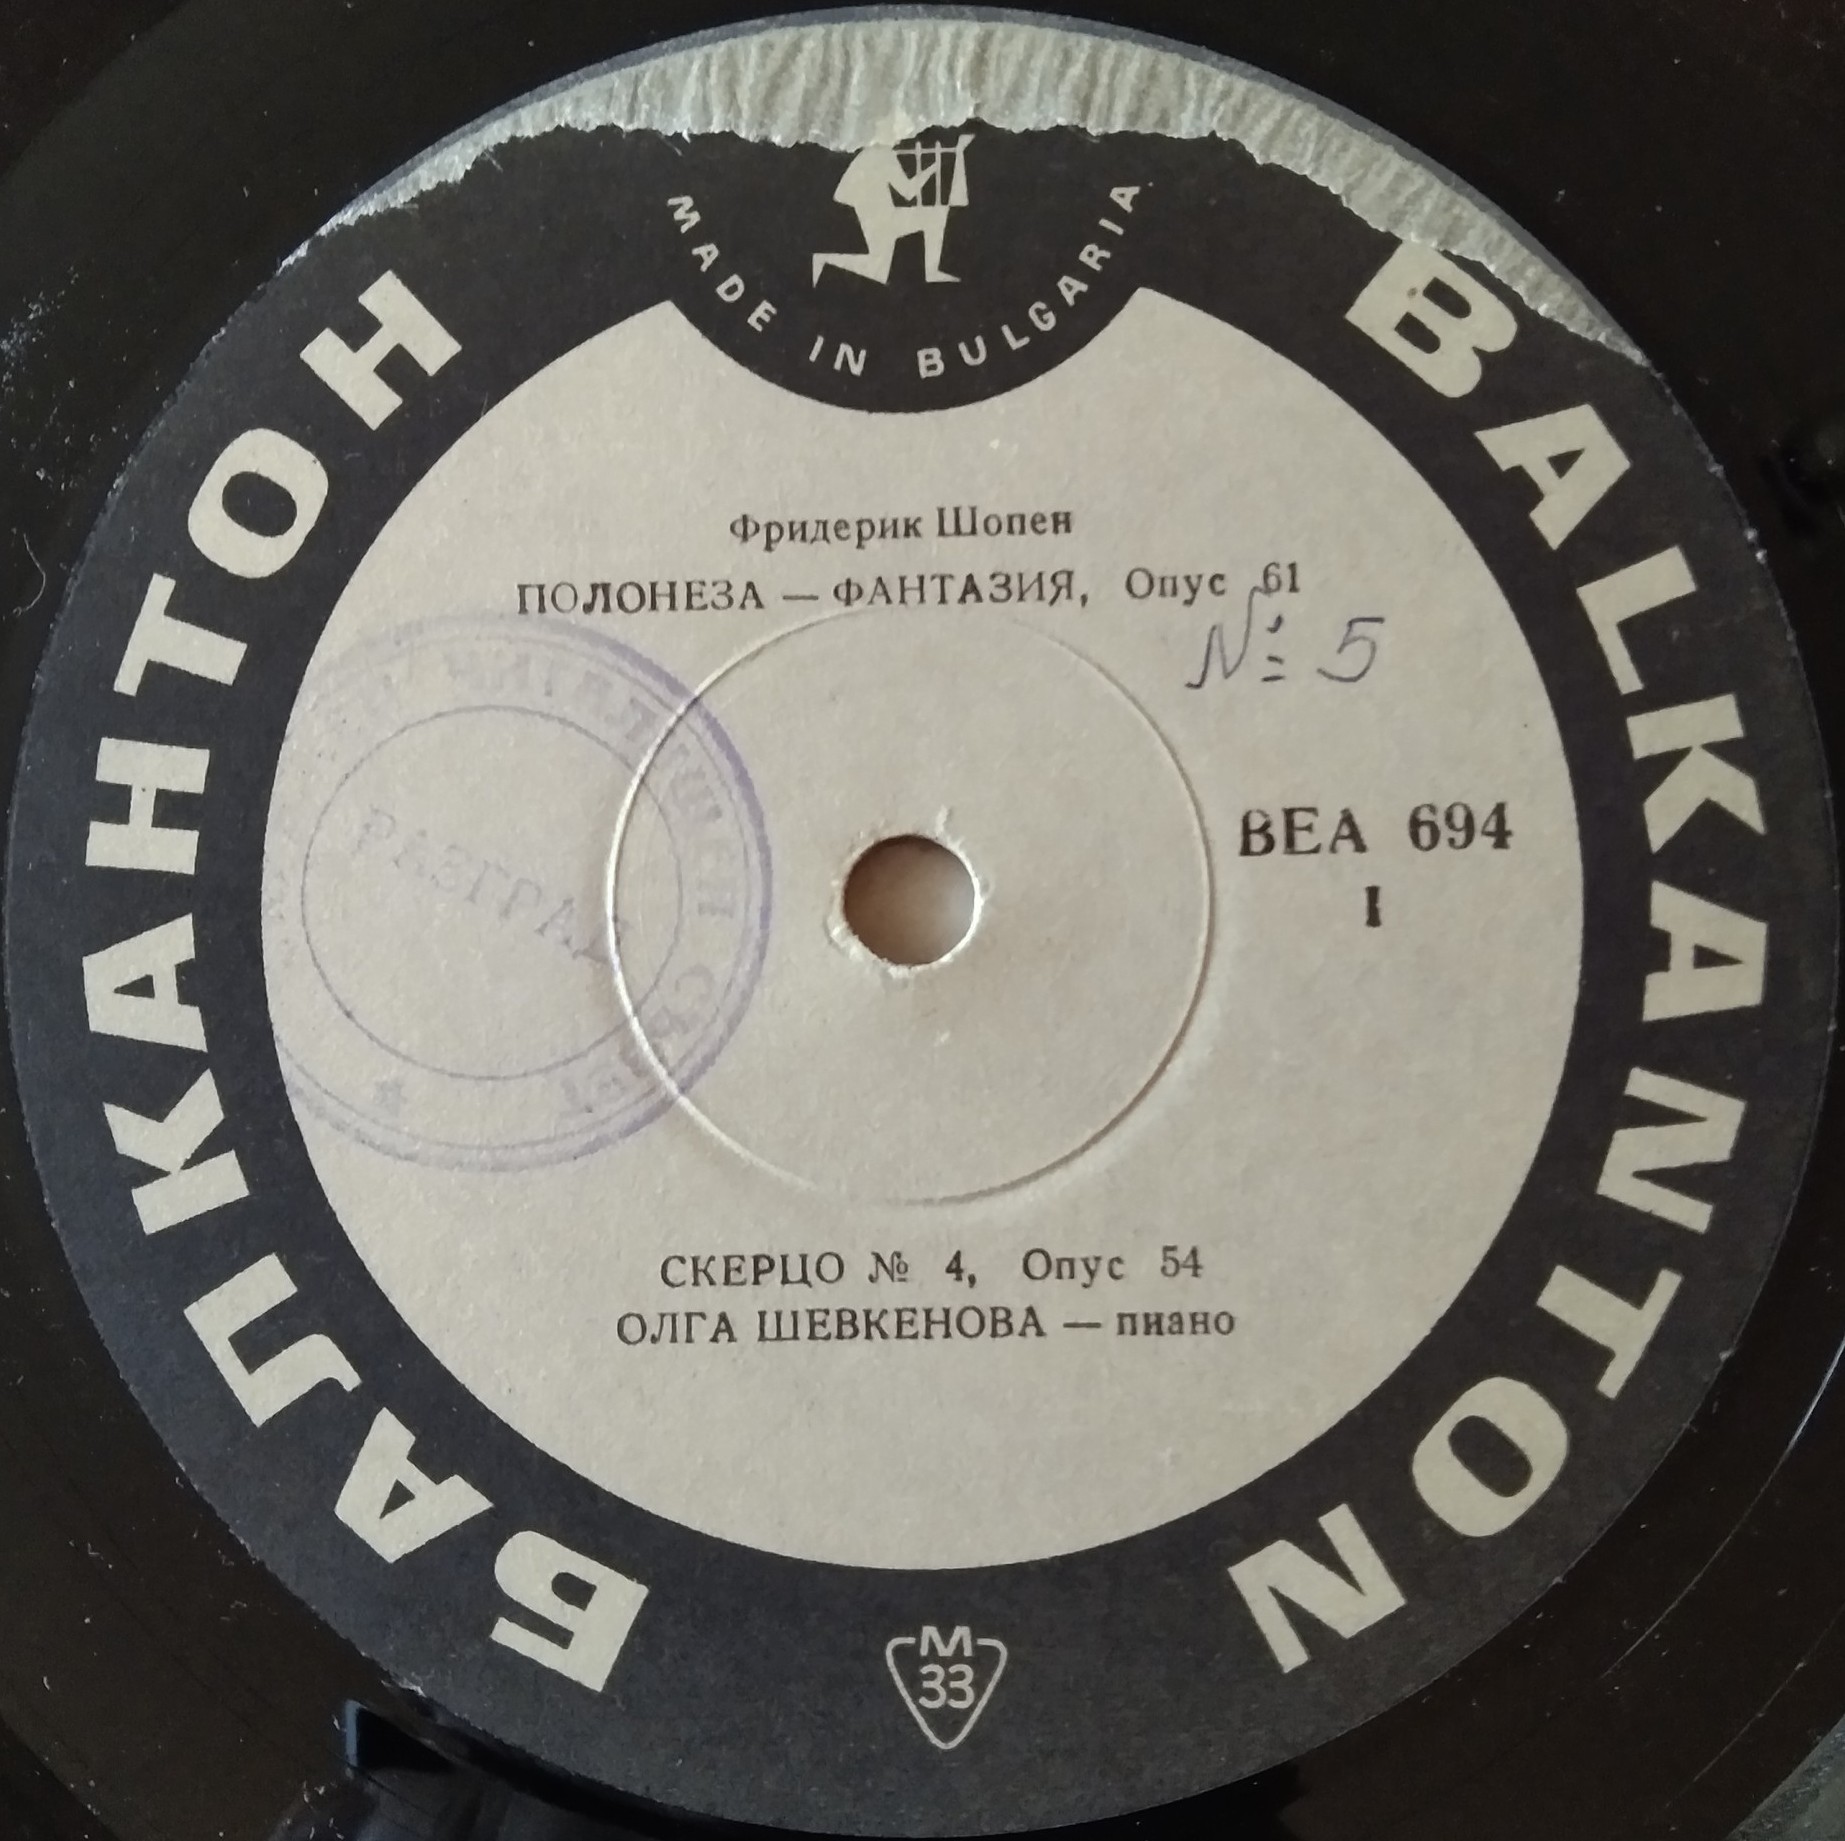 MADE IN BULGARIA
БАЛКАНТОН
BALKANTON
Фридерик Шопен
ПОЛОНЕЗА — ФАНТАЗИЯ, Опус 61
№ 5
РАЗГРАД
ВЕА 694
I
СКЕРЦО № 4, Опус 54
ОЛГА ШЕВКЕНОВА — пиано
М
33